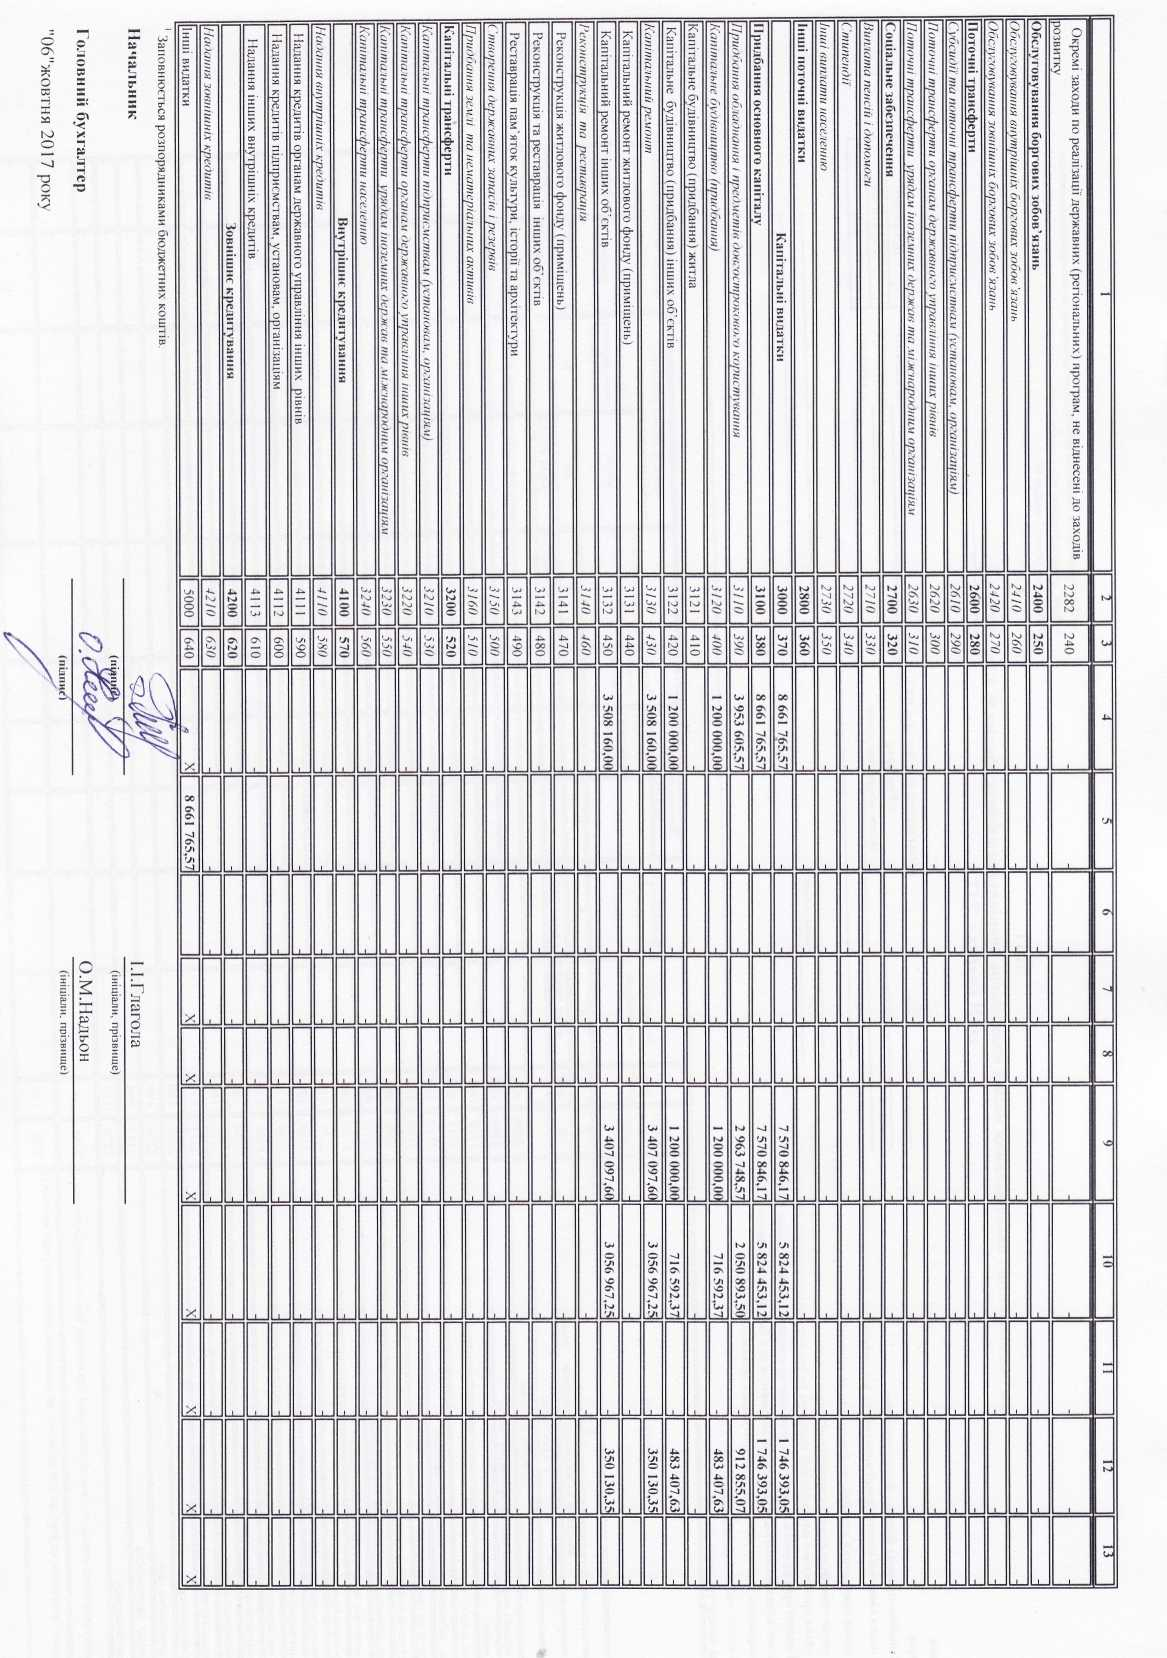 1 2 3 4 5 6 7 8 9 10 11 12 13
Окремі заходи по реалізації державних (регіональних) програм, не віднесені до заходів
розвитку 2282 240 - - - - - - - - - -
Обслуговування боргових зобов'язань 2400 250 - - - - - - - - - -
Обслуговування внутрішніх боргових зобов'язань 2410 260 - - - - - - - - - -
Обслуговування зовнішніх боргових зобов'язань 2420 270 - - - - - - - - - -
Поточні трансферти 2600 280 - - - - - - - - - -
Субсидії та поточні трансферти підприємствам (установам, організаціям) 2610 290 - - - - - - - - - -
Поточні трансферти органам державного управління інших рівнів 2620 300 - - - - - - - - - -
Поточні трансферти урядам іноземних держав та міжнародним організаціям 2630 310 - - - - - - - - - -
Соціальне забезпечення 2700 320 - - - - - - - - - -
Виплата пенсій і допомоги 2710 330 - - - - - - - - - -
Стипендії 2720 340 - - - - - - - - - -
Інші виплати населенню 2730 350 - - - - - - - - - -
Інші поточні видатки 2800 360 - - - - - - - - - -
Капітальні видатки 3000 370 8 661 765,57 - - - - 7 570 846,17 5 824 453,12 - 1 746 393,05 -
Придбання основного капіталу 3100 380 8 661 765,57 - - - - 7 570 846,17 5 824 453,12 - 1 746 393,05 -
Придбання обладнання і предметів довгострокового користування 3110 390 3 953 605,57 - - - - 2 963 748,57 2 050 893,50 - 912 855,07 -
Капітальне будівництво (придбання) 3120 400 1 200 000,00 - - - - 1 200 000,00 716 592,37 - 483 407,63 -
Капітальне будівництво (придбання) житла 3121 410 - - - - - - - - - -
Капітальне будівництво (придбання) інших об'єктів 3122 420 1 200 000,00 - - - - 1 200 000,00 716 592,37 - 483 407,63 -
Капітальний ремонт 3130 430 3 508 160,00 - - - - 3 407 097,60 3 056 967,25 - 350 130,35 -
Капітальний ремонт житлового фонду (приміщень) 3131 440 - - - - - - - - - -
Капітальний ремонт інших об'єктів 3132 450 3 508 160,00 - - - - 3 407 097,60 3 056 967,25 - 350 130,35 -
Реконструкція та реставрація 3140 460 - - - - - - - - - -
Реконструкція житлового фонду (приміщень) 3141 470 - - - - - - - - - -
Реконструкція та реставрація інших об'єктів 3142 480 - - - - - - - - - -
Реставрація пам'яток культури, історії та архітектури 3143 490 - - - - - - - - - -
Створення державних запасів і резервів 3150 500 - - - - - - - - - -
Придбання землі та нематеріальних активів 3160 510 - - - - - - - - - -
Капітальні трансферти 3200 520 - - - - - - - - - -
Капітальні трансферти підприємствам (установам, організаціям) 3210 530 - - - - - - - - - -
Капітальні трансферти органам державного управління інших рівнів 3220 540 - - - - - - - - - -
Капітальні трансферти урядам іноземних держав та міжнародним організаціям 3230 550 - - - - - - - - - -
Капітальні трансферти населенню 3240 560 - - - - - - - - - -
Внутрішнє кредитування 4100 570 - - - - - - - - - -
Надання внутрішніх кредитів 4110 580 - - - - - - - - - -
Надання кредитів органам державного управління інших рівнів 4111 590 - - - - - - - - - -
Надання кредитів підприємствам, установам, організаціям 4112 600 - - - - - - - - - -
Надання інших внутрішніх кредитів 4113 610 - - - - - - - - - -
Зовнішнє кредитування 4200 620 - - - - - - - - - -
Надання зовнішніх кредитів 4210 630 - - - - - - - - - -
Інші видатки 5000 640 X 8 661 765,57 - X X X X X X X
1 Заповнюється розпорядниками бюджетних коштів.
Начальник І.І.Глагола
(підпис) (ініціали, прізвище)
Головний бухгалтер О.М.Надьон
(підпис) (ініціали, прізвище)
"06"жовтня 2017 року